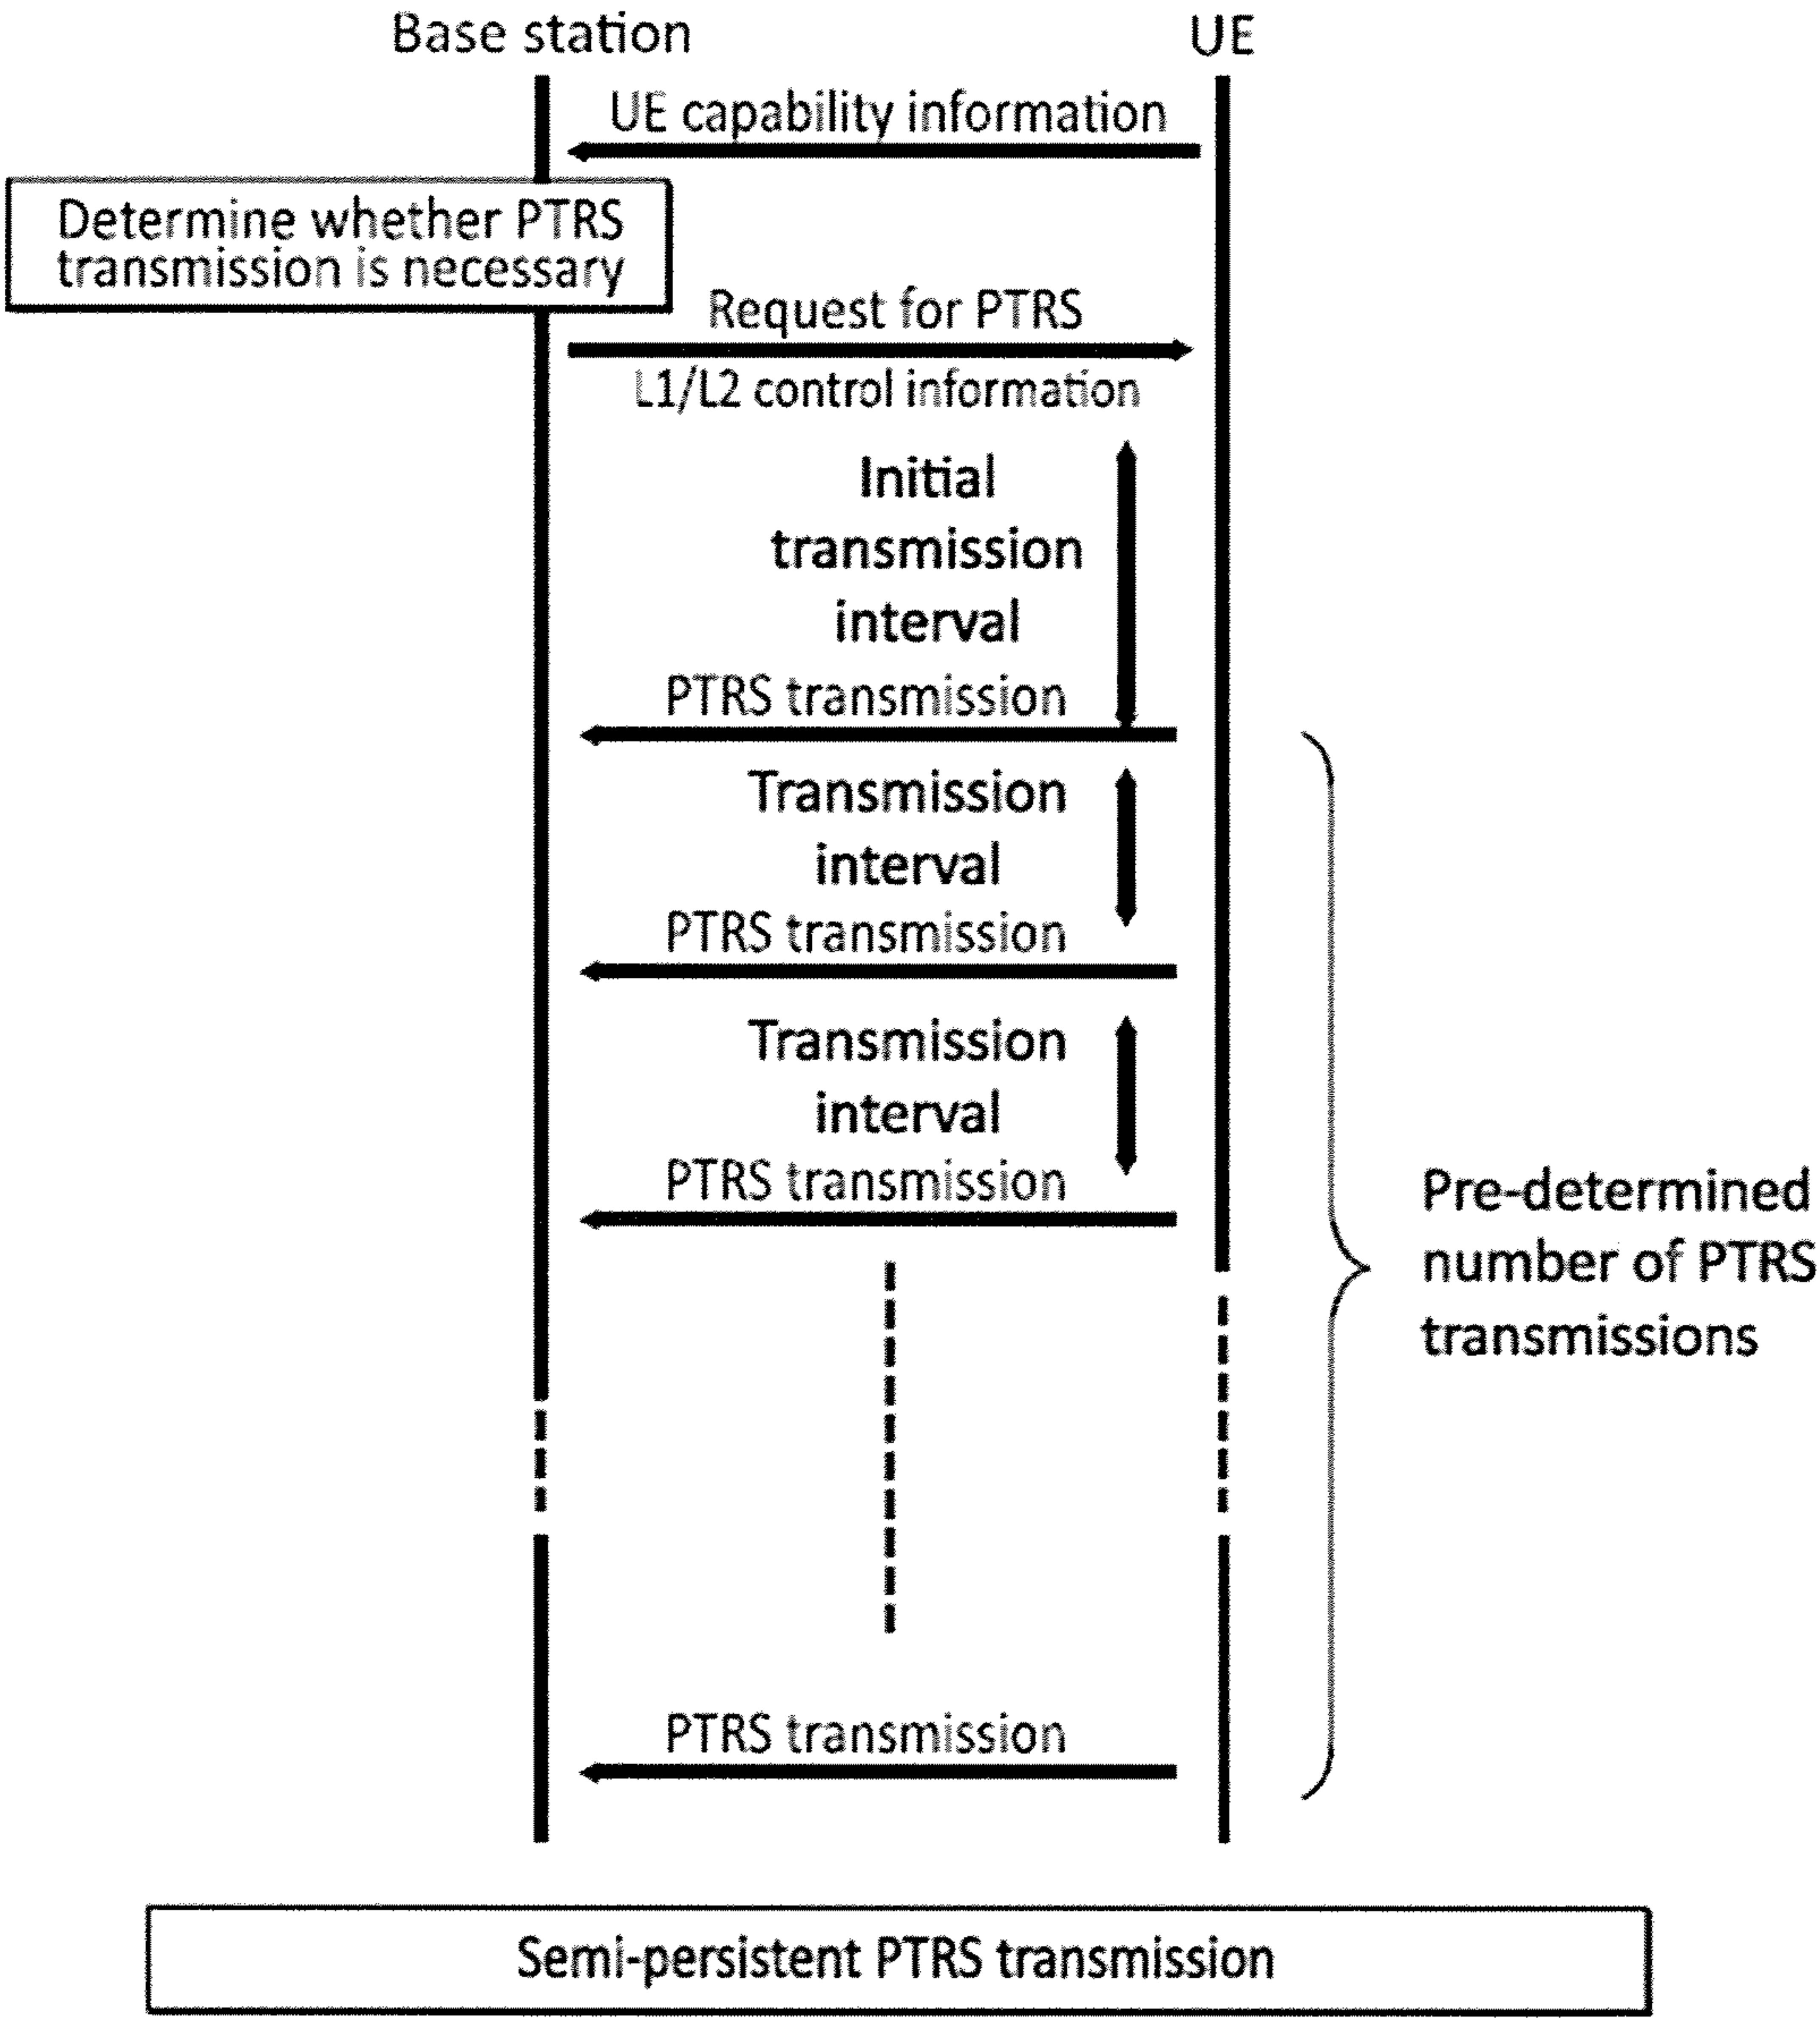 Base station
UE
UE capability information
Determine whether PTRS
transmission is necessary
Request for PTRS
L1/L2 control information
Initial
transmission
interval
PTRS transmission
Transmission
interval
PTRS transmission
Transmission
interval
PTRS transmission
Pre-determined
number of PTRS
transmissions
PTRS transmission
Semi-persistent PTRS transmission